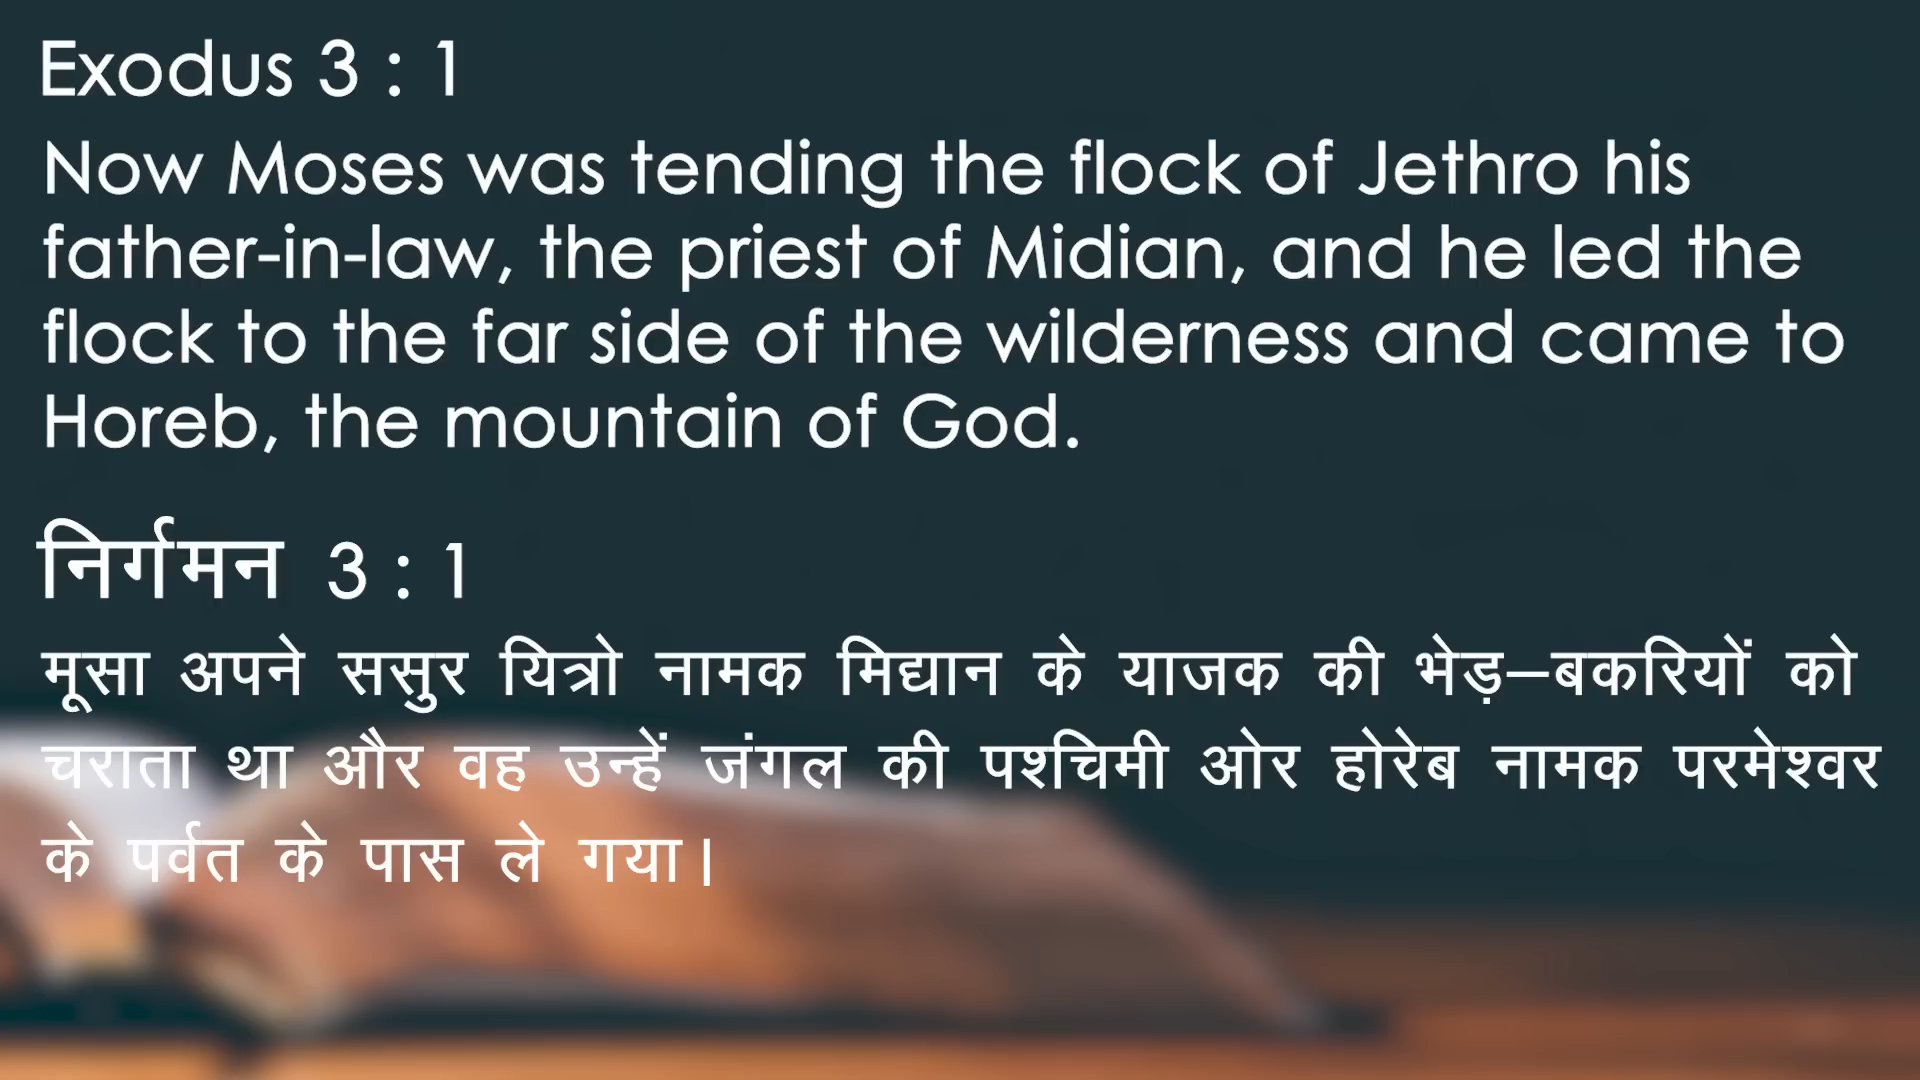 Exodus 3 : 1
Now Moses was tending the flock of Jethro his
father-in-law, the priest of Midian, and he led the
flock to the far side of the wilderness and came to
Horeb, the mountain of God.
निर्गमन 3 : 1
मूसा अपने ससुर यित्रो नामक मिद्यान के याजक की भेड़–बकरियों को
चराता था और वह उन्हें जंगल की पश्चिमी ओर होरेब नामक परमेश्वर
के पर्वत के पास ले गया।